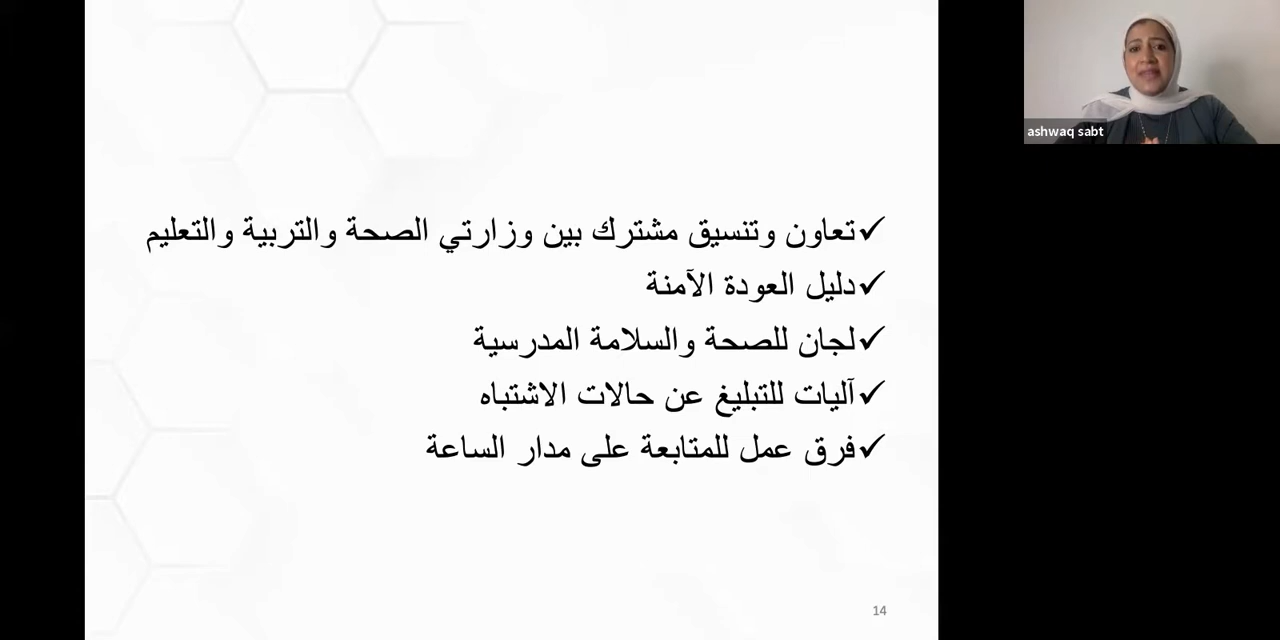 ashwaq sabt
✓تعاون وتنسيق مشترك بين وزارتي الصحة والتربية والتعليم
✓دليل العودة الآمنة
✓لجان للصحة والسلامة المدرسية
✓آليات للتبليغ عن حالات الاشتباه
✓فرق عمل للمتابعة على مدار الساعة
14